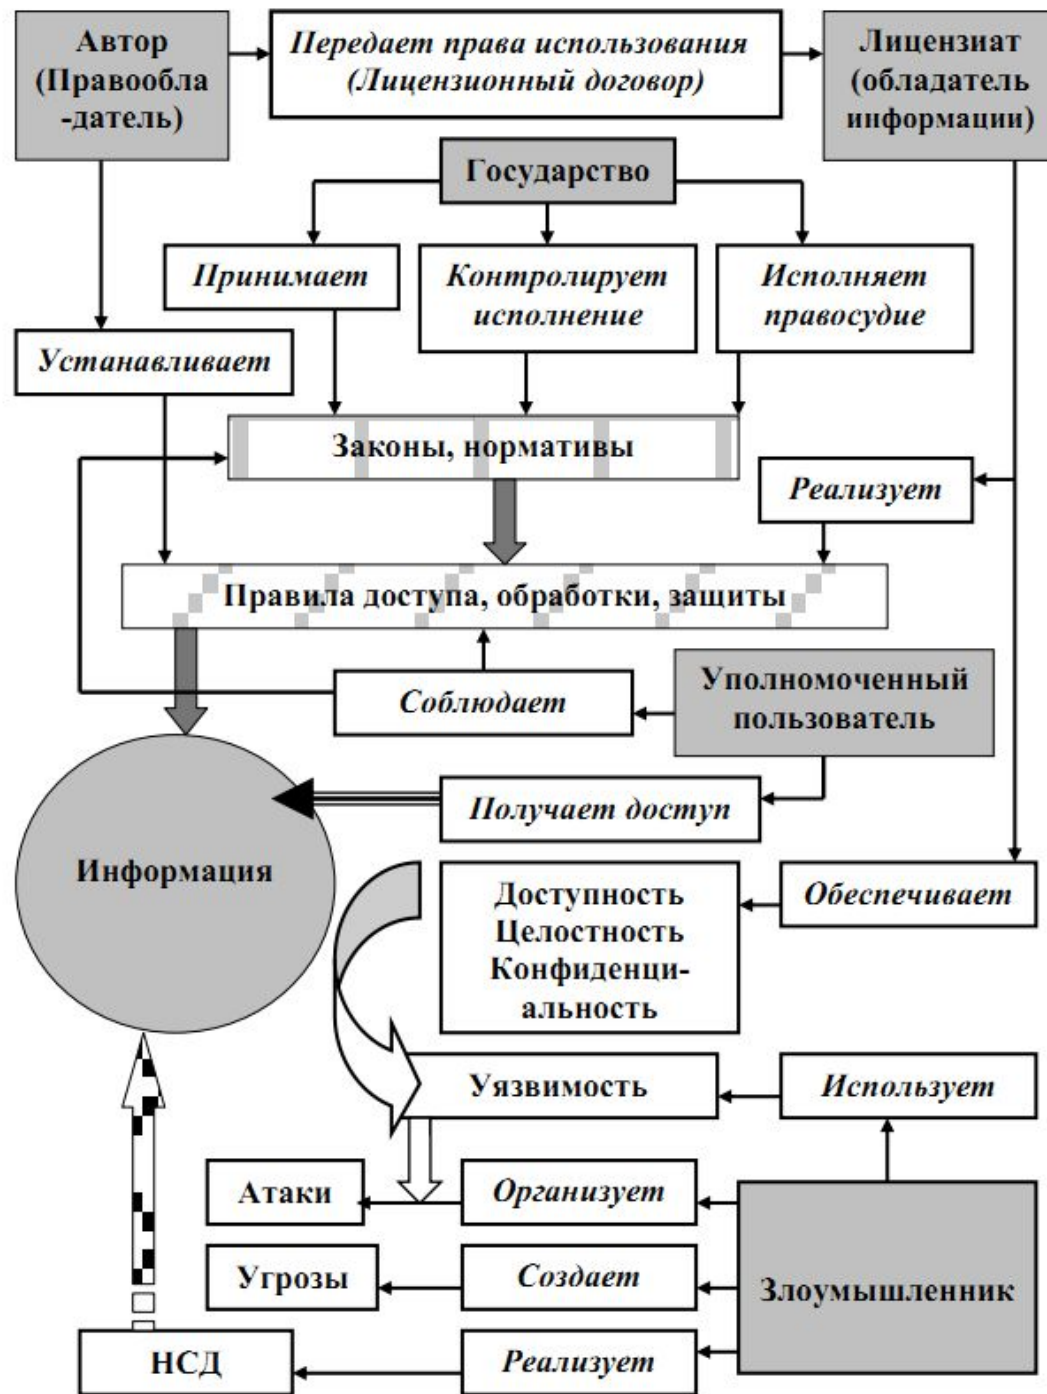 Автор
(Правообла
-датель)
Передает права использования
(Лицензионный договор)
Лицензиат
(обладатель
информации)
Государство
Принимает
Контролирует
исполнение
Исполняет
правосудие
Устанавливает
Законы, нормативы
Реализует
Правила доступа, обработки, защиты
Соблюдает
Уполномоченный
пользователь
Получает доступ
Информация
Доступность
Целостность
Конфиденци-
альность
Обеспечивает
Уязвимость
Использует
Атаки
Организует
Угрозы
Создает
Злоумышленник
НСД
Реализует